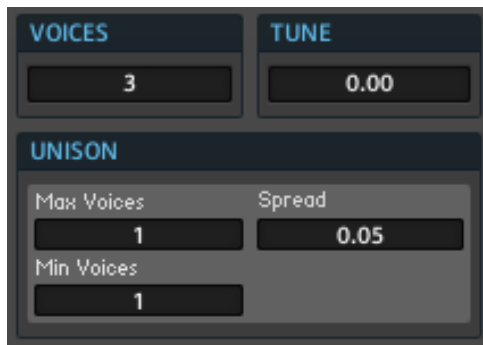 VOICES TUNE
3 0.00
UNISON
Max Voices Spread
1 0.05
Min Voices
1